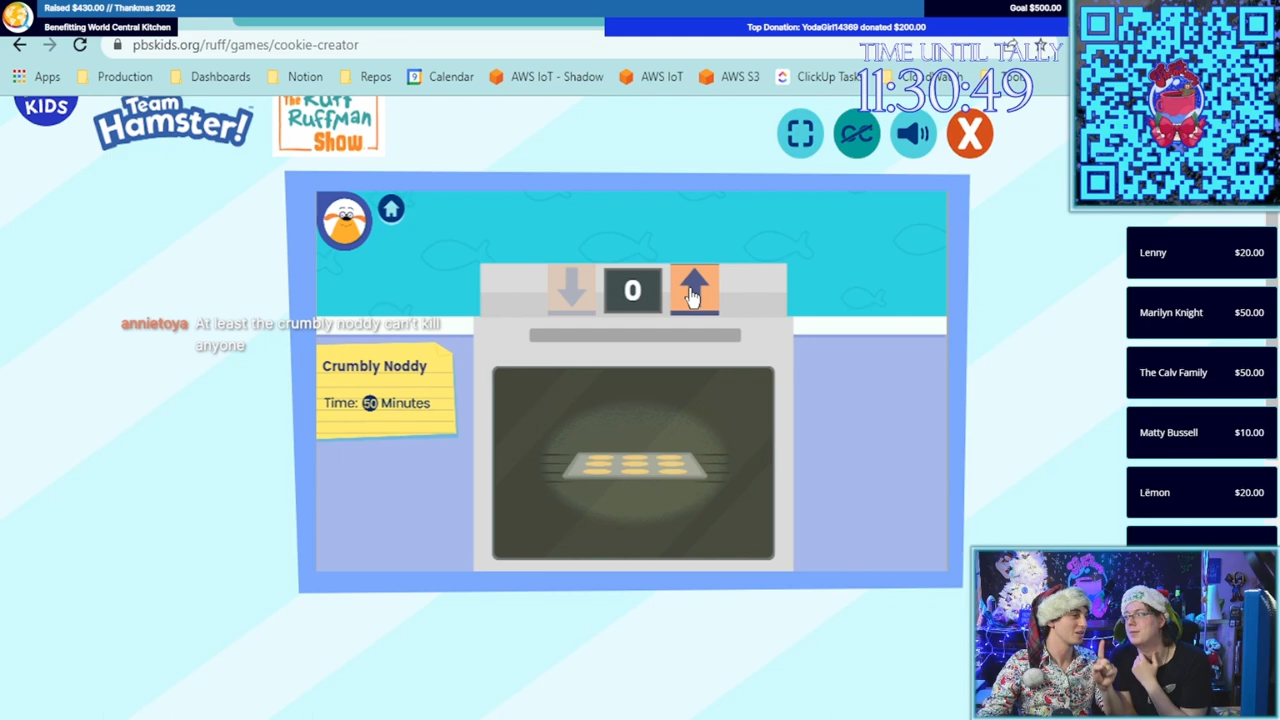 Raised $430.00 // Thankmas 2022
Goal $500.00
Benefitting World Central Kitchen
Top Donation: YodaGirl14369 donated $200.00
pbskids.org/ruff/games/cookie-creator
TIME UNTIL TALLY
Apps Production Dashboards Notion Repos 9 Calendar AWS IoT - Shadow AWS IoT AWS S3 ClickUp
11:30:49
KIDS
Team
Hamster!
The
Ruff
Ruffman
Show
CC
X
0
annietoya At least the crumbly noddy can't kill
anyone
Crumbly Noddy
Time: 50 Minutes
Lenny $20.00
Marilyn Knight $50.00
The Calv Family $50.00
Matty Bussell $10.00
Lēmon $20.00